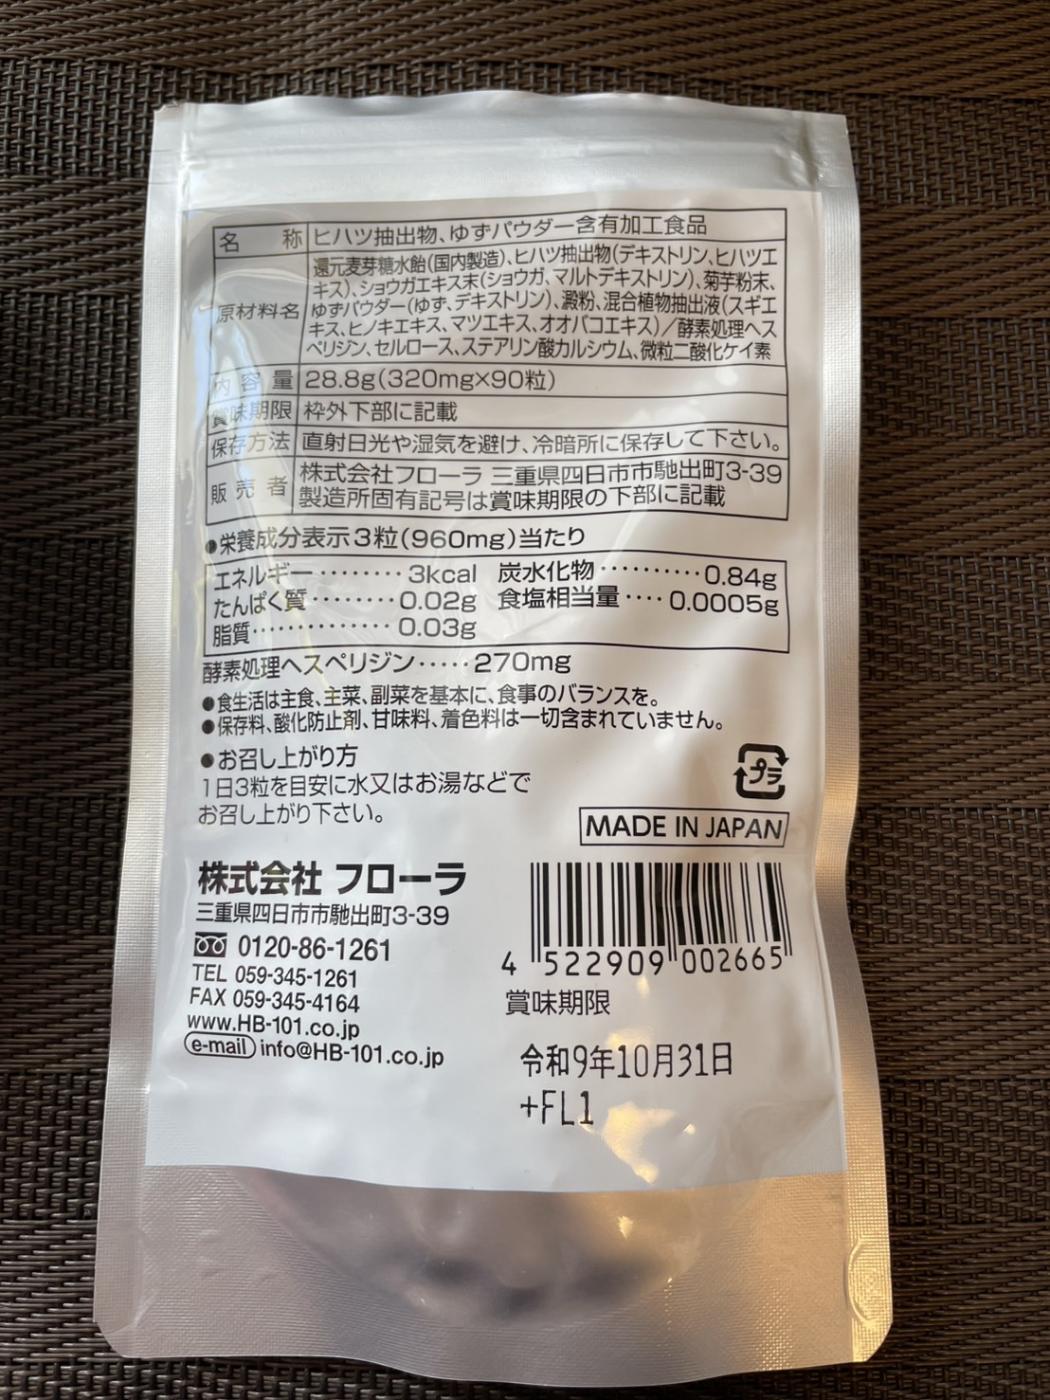 名称 ヒハツ抽出物、ゆずパウダー含有加工食品
原材料名 還元麦芽糖水飴(国内製造)、ヒハツ抽出物(デキストリン、ヒハツエ
キス)、ショウガエキス末(ショウガ、マルトデキストリン)、菊芋粉末、
ゆずパウダー(ゆず、デキストリン)、澱粉、混合植物抽出液(スギエ
キス、ヒノキエキス、マツエキス、オオバコエキス)/酵素処理ヘス
ペリジン、セルロース、ステアリン酸カルシウム、微粒二酸化ケイ素
内容量 28.8g(320mg×90粒)
賞味期限 枠外下部に記載
保存方法 直射日光や湿気を避け、冷暗所に保存して下さい。
販売者 株式会社フローラ 三重県四日市市馳出町3-39
製造所固有記号は賞味期限の下部に記載
●栄養成分表示3粒(960mg)当たり
エネルギー………3kcal 炭水化物…………0.84g
たんぱく質………0.02g 食塩相当量‥‥0.0005g
脂質……………0.03g
酵素処理ヘスペリジン‥‥‥270mg
●食生活は主食、主菜、副菜を基本に、食事のバランスを。
●保存料、酸化防止剤、甘味料、着色料は一切含まれていません。
●お召し上がり方
1日3粒を目安に水又はお湯などで
お召し上がり下さい。
プラ
MADE IN JAPAN
株式会社 フローラ
三重県四日市市馳出町3-39
0120-86-1261
TEL 059-345-1261
FAX 059-345-4164
www.HB-101.co.jp
e-mail info@HB-101.co.jp
4 522909 002665
賞味期限
令和9年10月31日
+FL1